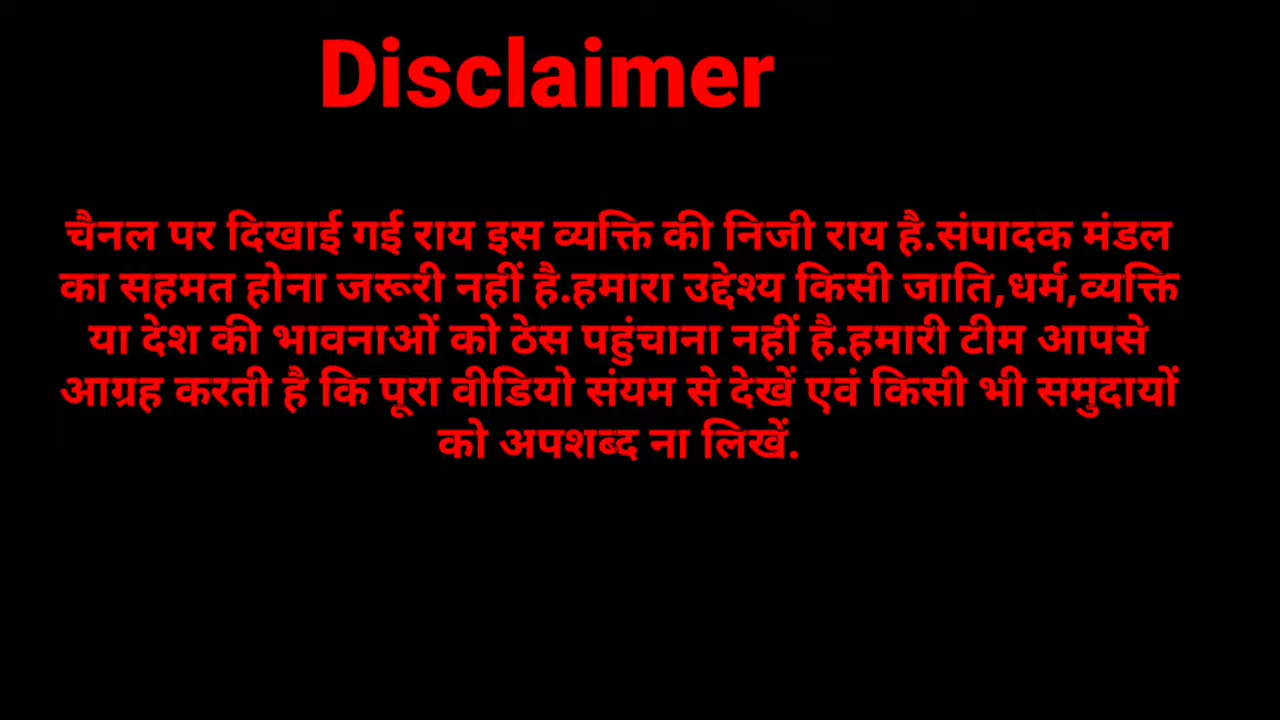 Disclaimer
चैनल पर दिखाई गई राय इस व्यक्ति की निजी राय है.संपादक मंडल
का सहमत होना जरूरी नहीं है.हमारा उद्देश्य किसी जाति,धर्म,व्यक्ति
या देश की भावनाओं को ठेस पहुंचाना नहीं है.हमारी टीम आपसे
आग्रह करती है कि पूरा वीडियो संयम से देखें एवं किसी भी समुदायों
को अपशब्द ना लिखें.